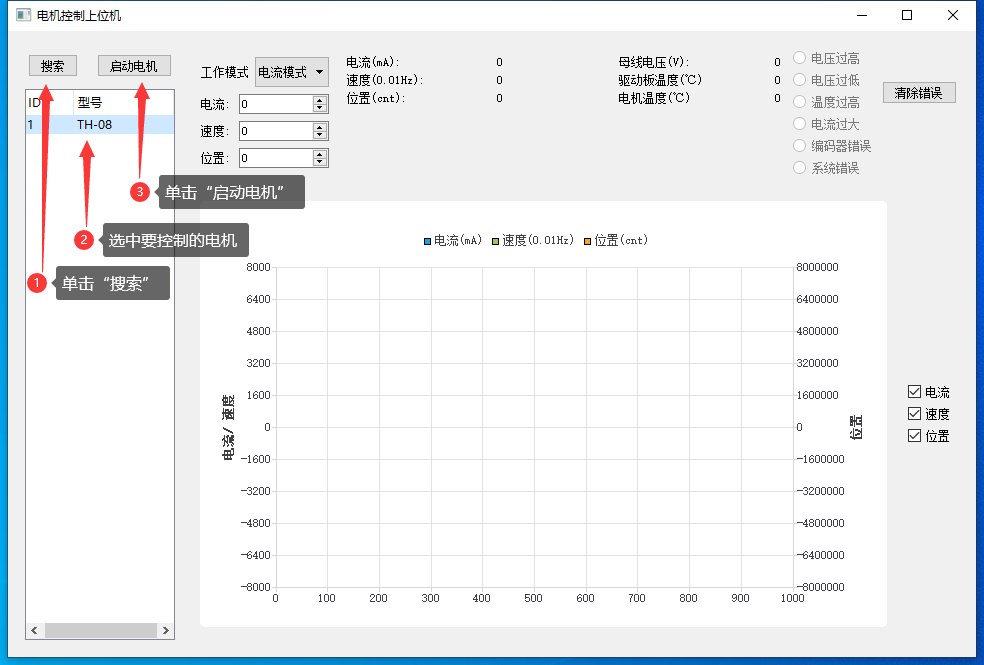 电机控制上位机
搜索
启动电机
ID
型号
1
TH-08
工作模式
电流模式
电流:
0
速度:
0
位置:
0
电流(mA):
0
速度(0.01Hz):
0
位置(cnt):
0
母线电压(V):
0
驱动板温度(℃)
0
电机温度(℃)
0
电压过高
电压过低
温度过高
电流过大
编码器错误
系统错误
清除错误
3 单击“启动电机”
2 选中要控制的电机
1 单击“搜索”
电流(mA) 速度(0.01Hz) 位置(cnt)
8000
6400
4800
3200
1600
0
-1600
-3200
-4800
-6400
-8000
电流/ 速度
8000000
6400000
4800000
3200000
1600000
0
-1600000
-3200000
-4800000
-6400000
-8000000
位置
0 100 200 300 400 500 600 700 800 900 1000
电流
速度
位置